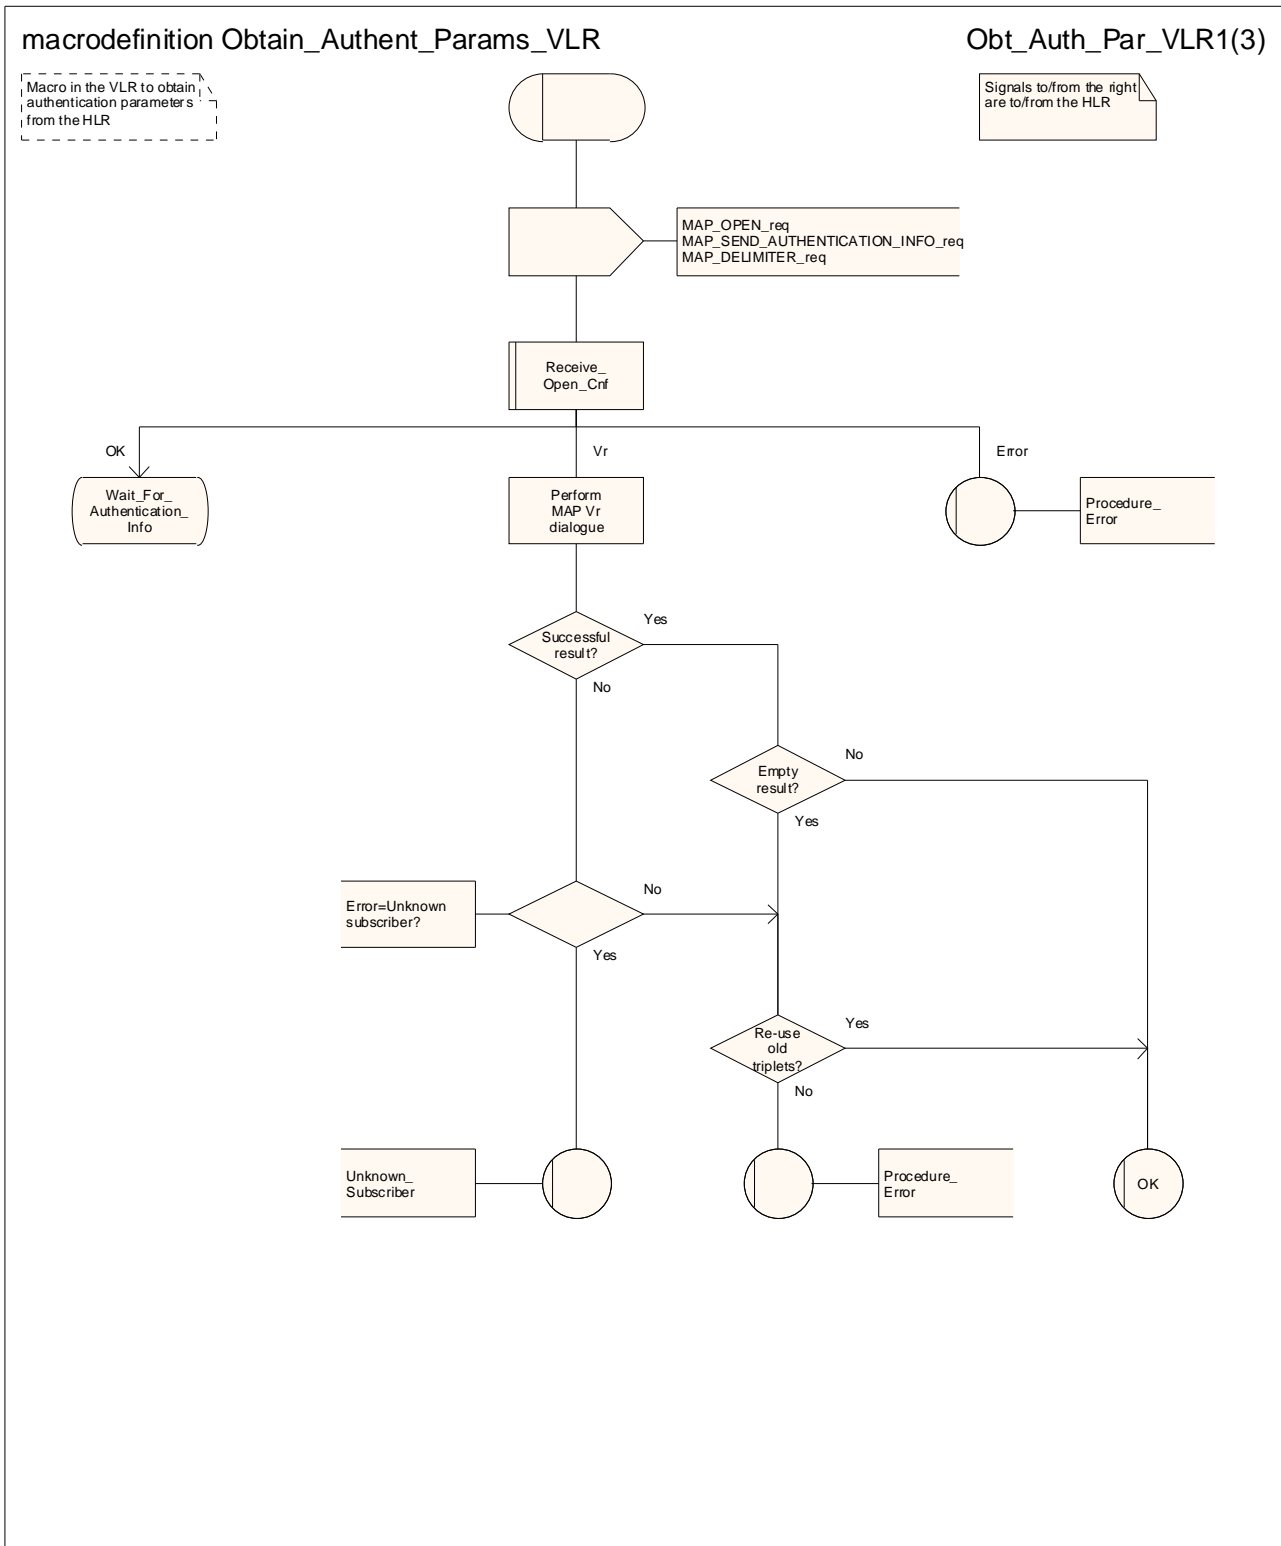 macrodefinition Obtain_Authent_Params_VLR
Obt_Auth_Par_VLR1(3)
Macro in the VLR to obtain
authentication parameters
from the HLR
Signals to/from the right
are to/from the HLR
MAP_OPEN_req
MAP_SEND_AUTHENTICATION_INFO_req
MAP_DELIMITER_req
Receive_
Open_Cnf
OK
Vr
Error
Wait_For_
Authentication_
Info
Perform
MAP Vr
dialogue
Procedure_
Error
Successful
result?
Yes
No
Empty
result?
No
Yes
Error=Unknown
subscriber?
No
Yes
Re-use
old
triplets?
Yes
No
Unknown_
Subscriber
Procedure_
Error
OK